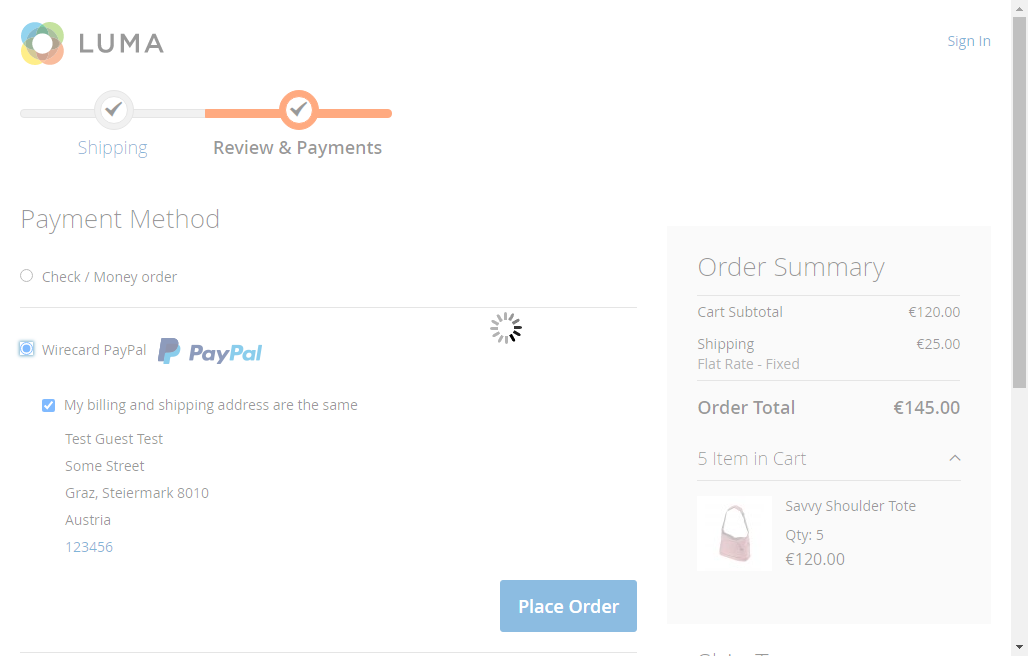 LUMA
Sign In
Shipping
Review & Payments
Payment Method
Check / Money order
Wirecard PayPal
PayPal
My billing and shipping address are the same
Test Guest Test
Some Street
Graz, Steiermark 8010
Austria
123456
Place Order
Order Summary
Cart Subtotal €120.00
Shipping €25.00
Flat Rate - Fixed
Order Total €145.00
5 Item in Cart
Savvy Shoulder Tote
Qty: 5
€120.00